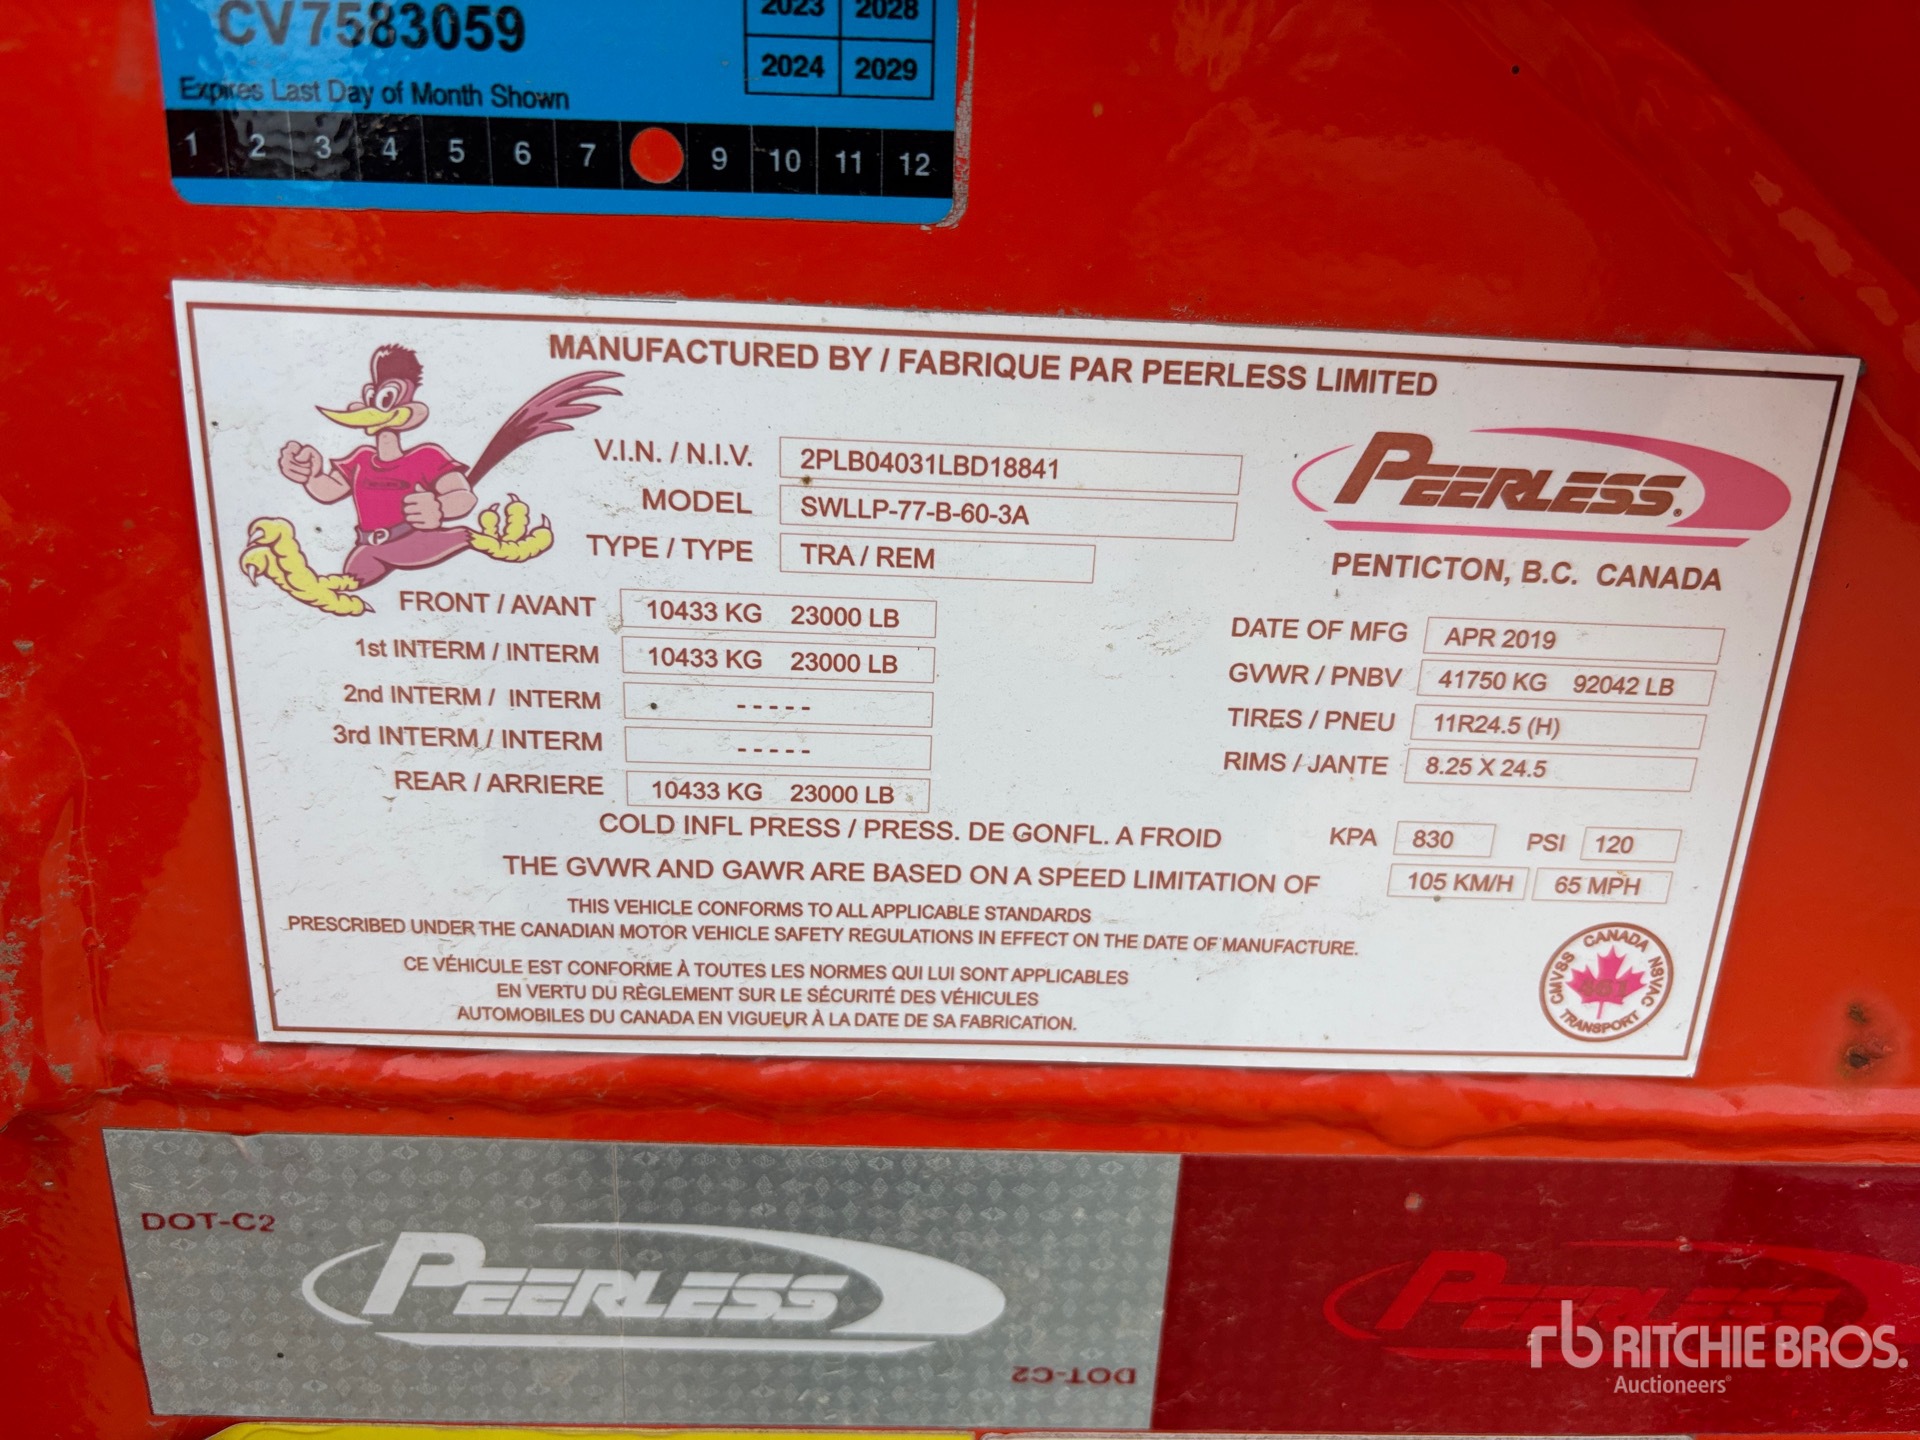 CV7583059
2023 2028
2024 2029
Expires Last Day of Month Shown
1 2 3 4 5 6 7 9 10 11 12
MANUFACTURED BY / FABRIQUE PAR PEERLESS LIMITED
V.I.N. / N.I.V. 2PLB04031LBD18841
MODEL SWLLP-77-B-60-3A
TYPE / TYPE TRA / REM
PEERLESS®
PENTICTON, B.C. CANADA
FRONT / AVANT 10433 KG 23000 LB
1st INTERM / INTERM 10433 KG 23000 LB
2nd INTERM / INTERM - - - - -
3rd INTERM / INTERM - - - - -
REAR / ARRIERE 10433 KG 23000 LB
DATE OF MFG APR 2019
GVWR / PNBV 41750 KG 92042 LB
TIRES / PNEU 11R24.5 (H)
RIMS / JANTE 8.25 X 24.5
COLD INFL PRESS / PRESS. DE GONFL. A FROID KPA 830 PSI 120
THE GVWR AND GAWR ARE BASED ON A SPEED LIMITATION OF 105 KM/H 65 MPH
THIS VEHICLE CONFORMS TO ALL APPLICABLE STANDARDS
PRESCRIBED UNDER THE CANADIAN MOTOR VEHICLE SAFETY REGULATIONS IN EFFECT ON THE DATE OF MANUFACTURE.
CE VÉHICULE EST CONFORME À TOUTES LES NORMES QUI LUI SONT APPLICABLES
EN VERTU DU RÈGLEMENT SUR LE SÉCURITÉ DES VÉHICULES
AUTOMOBILES DU CANADA EN VIGUEUR À LA DATE DE SA FABRICATION.
CANADA
CMVSS NSVAC
TRANSPORT
DOT-C2
PEERLESS
DOT-C2
PEERLESS
rb RITCHIE BROS.
Auctioneers